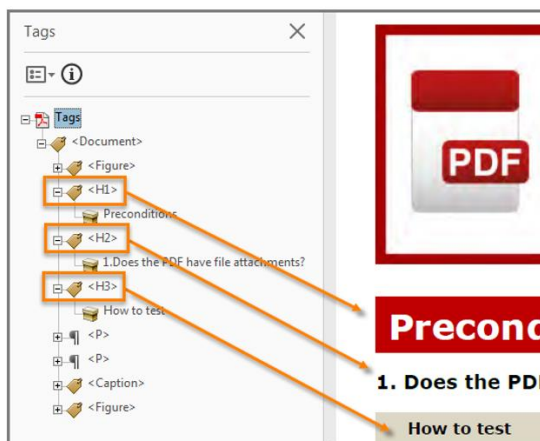 Tags
Tags
<Document>
<Figure>
<H1>
Preconditions
<H2>
1.Does the PDF have file attachments?
<H3>
How to test
<P>
<P>
<Caption>
<Figure>
PDF
Precond
1. Does the PD
How to test